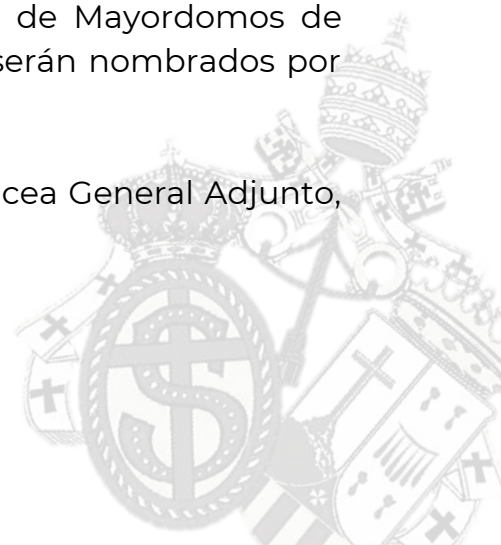 de Mayordomos de
serán nombrados por
cea General Adjunto,